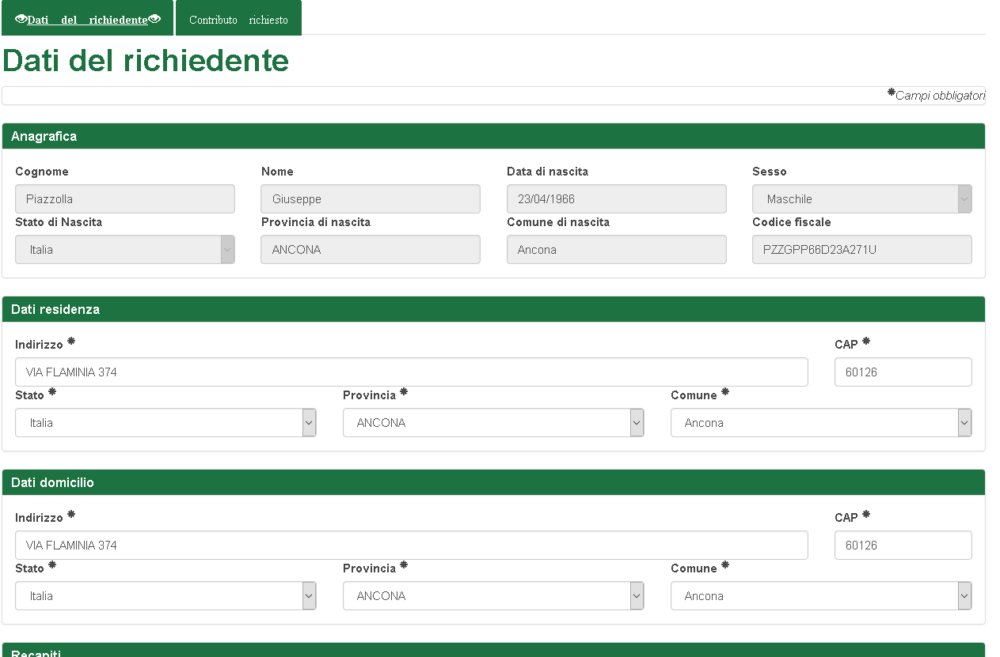 Dati del richiedente Contributo richiesto
Dati del richiedente
*Campi obbligatori
Anagrafica
Cognome Nome Data di nascita Sesso
Piazzolla Giuseppe 23/04/1966 Maschile
Stato di Nascita Provincia di nascita Comune di nascita Codice fiscale
Italia ANCONA Ancona PZZGPP66D23A271U
Dati residenza
Indirizzo * CAP *
VIA FLAMINIA 374 60126
Stato * Provincia * Comune *
Italia ANCONA Ancona
Dati domicilio
Indirizzo * CAP *
VIA FLAMINIA 374 60126
Stato * Provincia * Comune *
Italia ANCONA Ancona
Recapiti